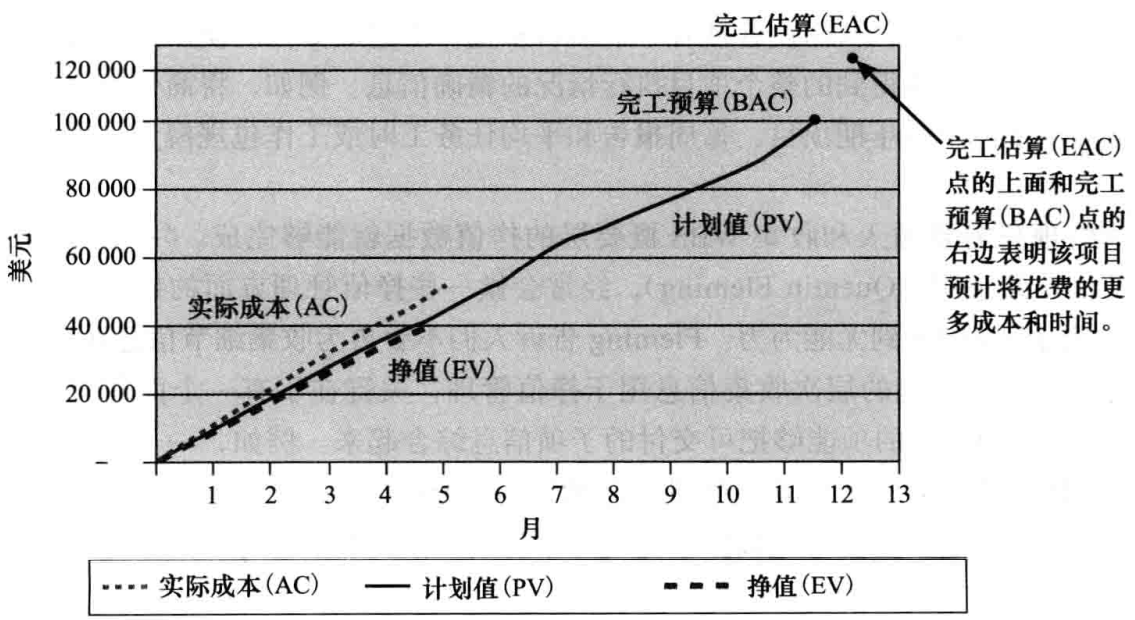 完工估算(EAC)
120 000
100 000
80 000
60 000
40 000
20 000
–
美元
完工预算(BAC)
计划值(PV)
实际成本(AC)
挣值(EV)
完工估算(EAC)
点的上面和完工
预算(BAC)点的
右边表明该项目
预计将花费的更
多成本和时间。
1 2 3 4 5 6 7 8 9 10 11 12 13
月
实际成本(AC) 计划值(PV) 挣值(EV)